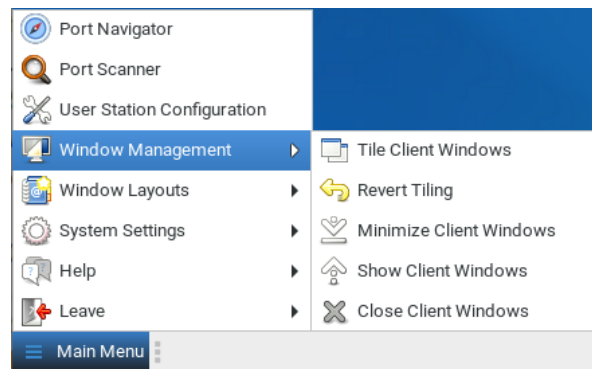 Port Navigator
Port Scanner
User Station Configuration
Window Management
Window Layouts
System Settings
Help
Leave
Tile Client Windows
Revert Tiling
Minimize Client Windows
Show Client Windows
Close Client Windows
Main Menu